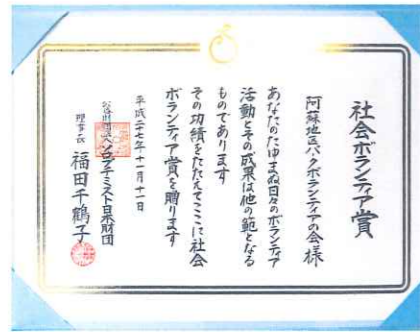 社会ボランティア賞
阿蘇地区パークボランティアの会様
あなたのたゆまぬ日々のボランティア
活動とその成果は他の範となる
ものであります
その功績をたたえてここに社会
ボランティア賞を贈ります
平成二十七年十一月十一日
公益財団法人ソロプチミスト日本財団
理事長 福田千鶴子